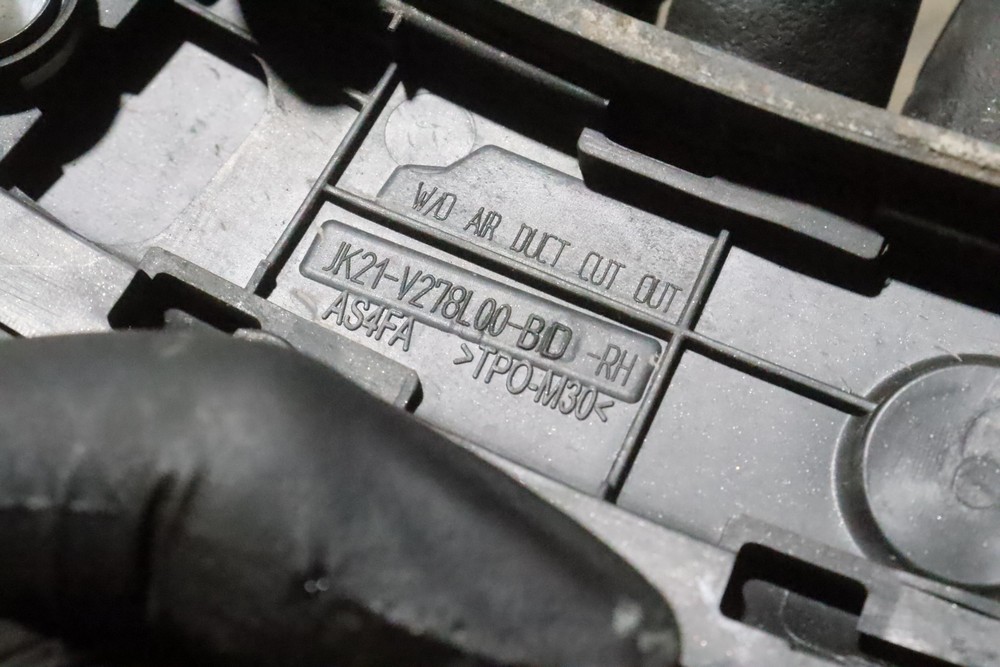 W/O AIR DUCT CUT OUT
JK21-V278L00-BD -RH
AS4FA
>TPO-M30<